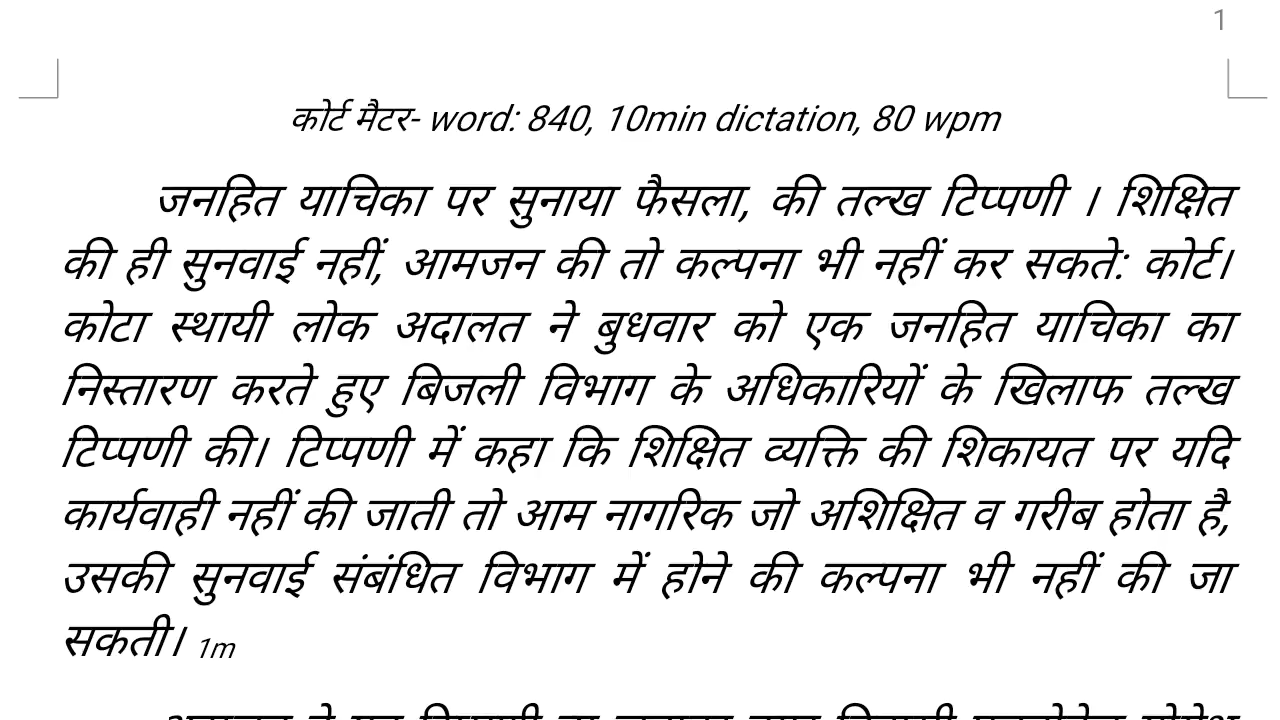 1
कोर्ट मैटर- word: 840, 10min dictation, 80 wpm
जनहित याचिका पर सुनाया फैसला, की तल्ख टिप्पणी । शिक्षित
की ही सुनवाई नहीं, आमजन की तो कल्पना भी नहीं कर सकते: कोर्ट।
कोटा स्थायी लोक अदालत ने बुधवार को एक जनहित याचिका का
निस्तारण करते हुए बिजली विभाग के अधिकारियों के खिलाफ तल्ख
टिप्पणी की। टिप्पणी में कहा कि शिक्षित व्यक्ति की शिकायत पर यदि
कार्यवाही नहीं की जाती तो आम नागरिक जो अशिक्षित व गरीब होता है,
उसकी सुनवाई संबंधित विभाग में होने की कल्पना भी नहीं की जा
सकती। 1m